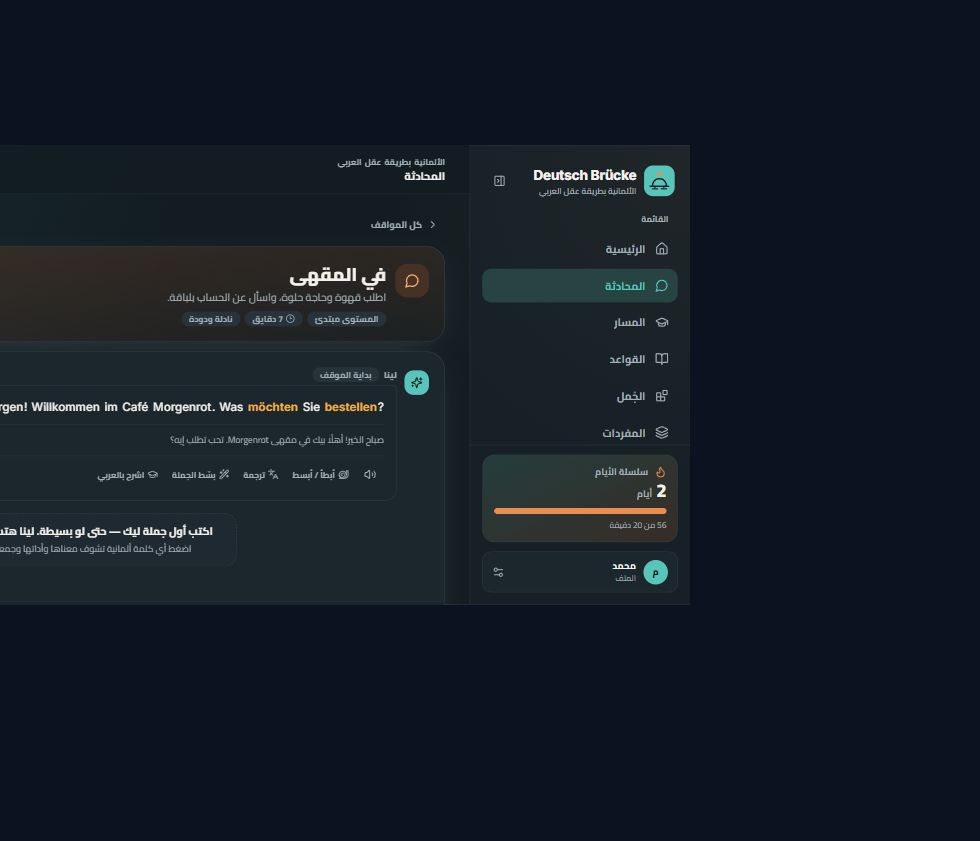 Deutsch Brücke
الألمانية بطريقة عقل العربي
القائمة
الرئيسية
المحادثة
المسار
القواعد
الجُمل
المفردات
سلسلة الأيام
2 أيام
56 من 20 دقيقة
م
محمد
الملف
الألمانية بطريقة عقل العربي
المحادثة
كل المواقف
في المقهى
اطلب قهوة وحاجة حلوة، واسأل عن الحساب بلباقة.
المستوى مبتدئ
7 دقايق
نادلة ودودة
لينا
بداية الموقف
rgen! Willkommen im Café Morgenrot. Was möchten Sie bestellen?
صباح الخير! أهلًا بيك في مقهى Morgenrot. تحب تطلب إيه؟
أبطأ / أبسط
ترجمة
بسّط الجملة
اشرح بالعربي
اكتب أول جملة ليك — حتى لو بسيطة. لينا
اضغط أي كلمة ألمانية تشوف معناها وأداتها وجمع